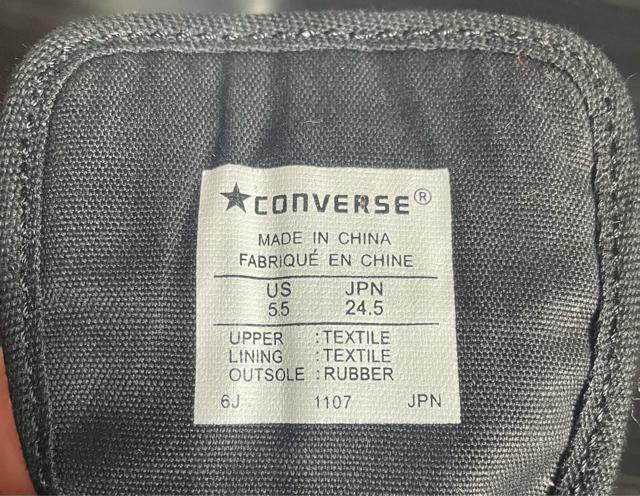 ★CONVERSE®
MADE IN CHINA
FABRIQUÉ EN CHINE
US JPN
5.5 24.5
UPPER : TEXTILE
LINING : TEXTILE
OUTSOLE : RUBBER
6J 1107 JPN